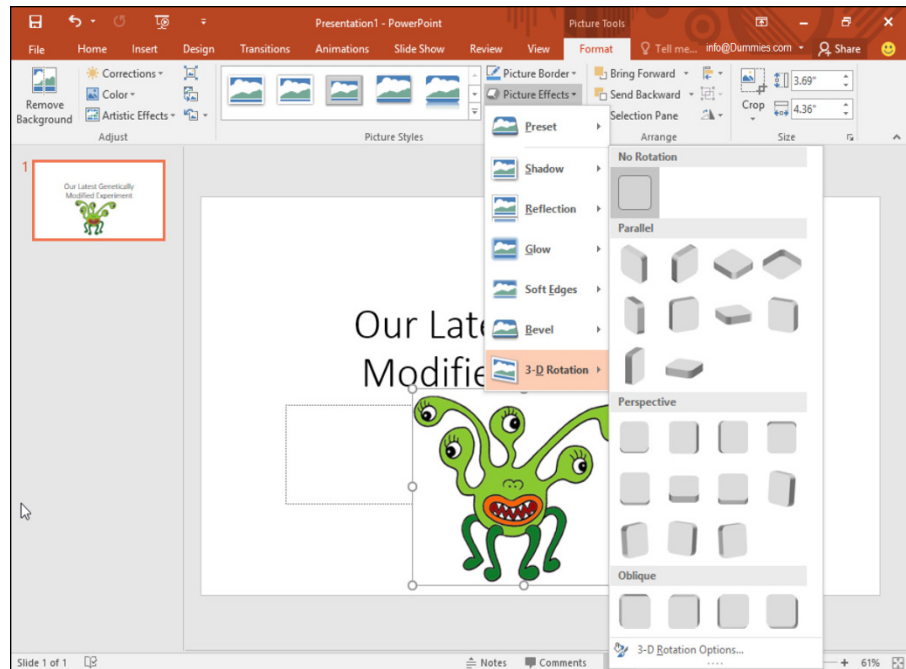 Presentation1 - PowerPoint
Picture Tools
File Home Insert Design Transitions Animations Slide Show Review View Format Tell me... info@Dummies.com Share
Remove Background
Corrections
Color
Artistic Effects
Adjust
Picture Styles
Picture Border
Picture Effects
Bring Forward
Send Backward
Selection Pane
Arrange
Crop
3.69"
4.36"
Size
1
Our Latest Genetically
Modified Experiment
Our Late
Modifie
Preset
Shadow
Reflection
Glow
Soft Edges
Bevel
3-D Rotation
No Rotation
Parallel
Perspective
Oblique
3-D Rotation Options...
Slide 1 of 1
Notes
Comments
61%